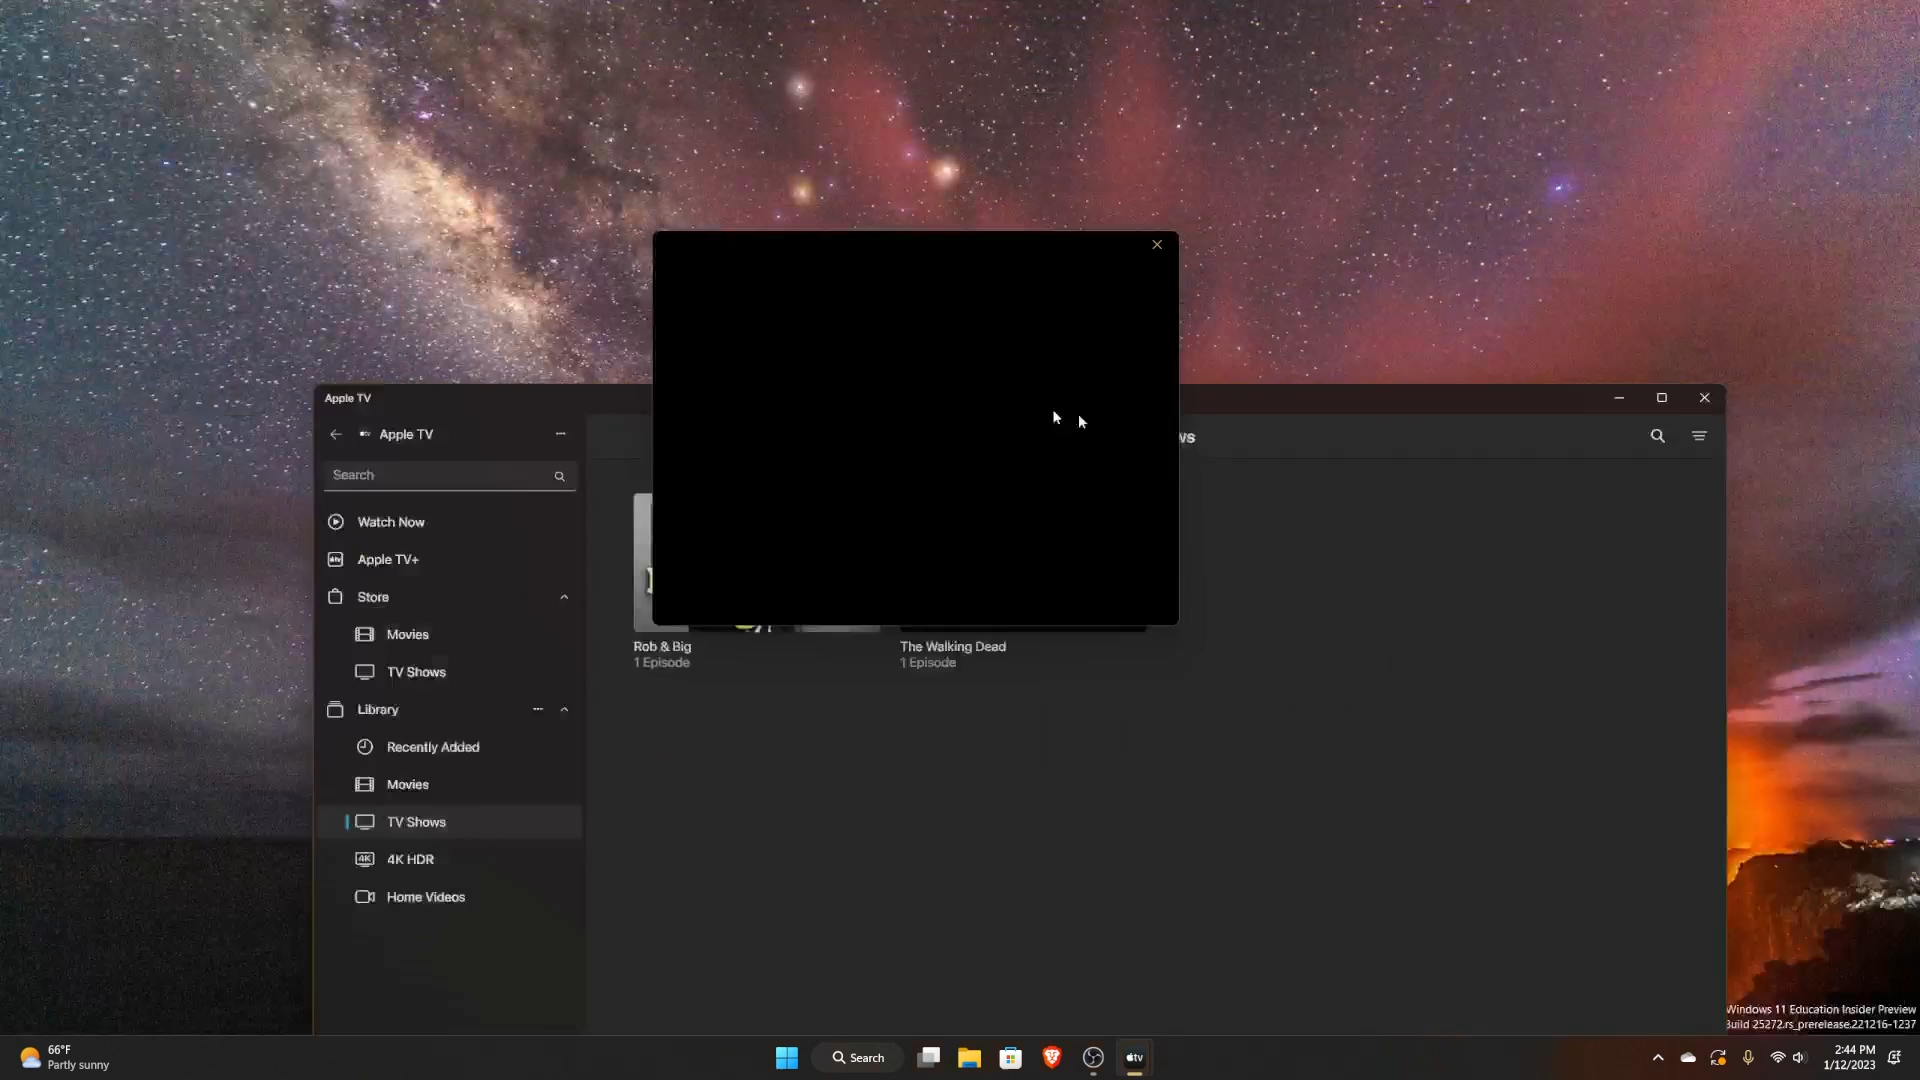 Apple TV
Apple TV
ws
Search
Watch Now
Apple TV+
Store
Movies
TV Shows
Library
Recently Added
Movies
TV Shows
4K HDR
Home Videos
Rob & Big
1 Episode
The Walking Dead
1 Episode
Windows 11 Education Insider Preview
Build 25272.rs_prerelease.221216-1237
66°F
Partly sunny
Search
tv
2:44 PM
1/12/2023